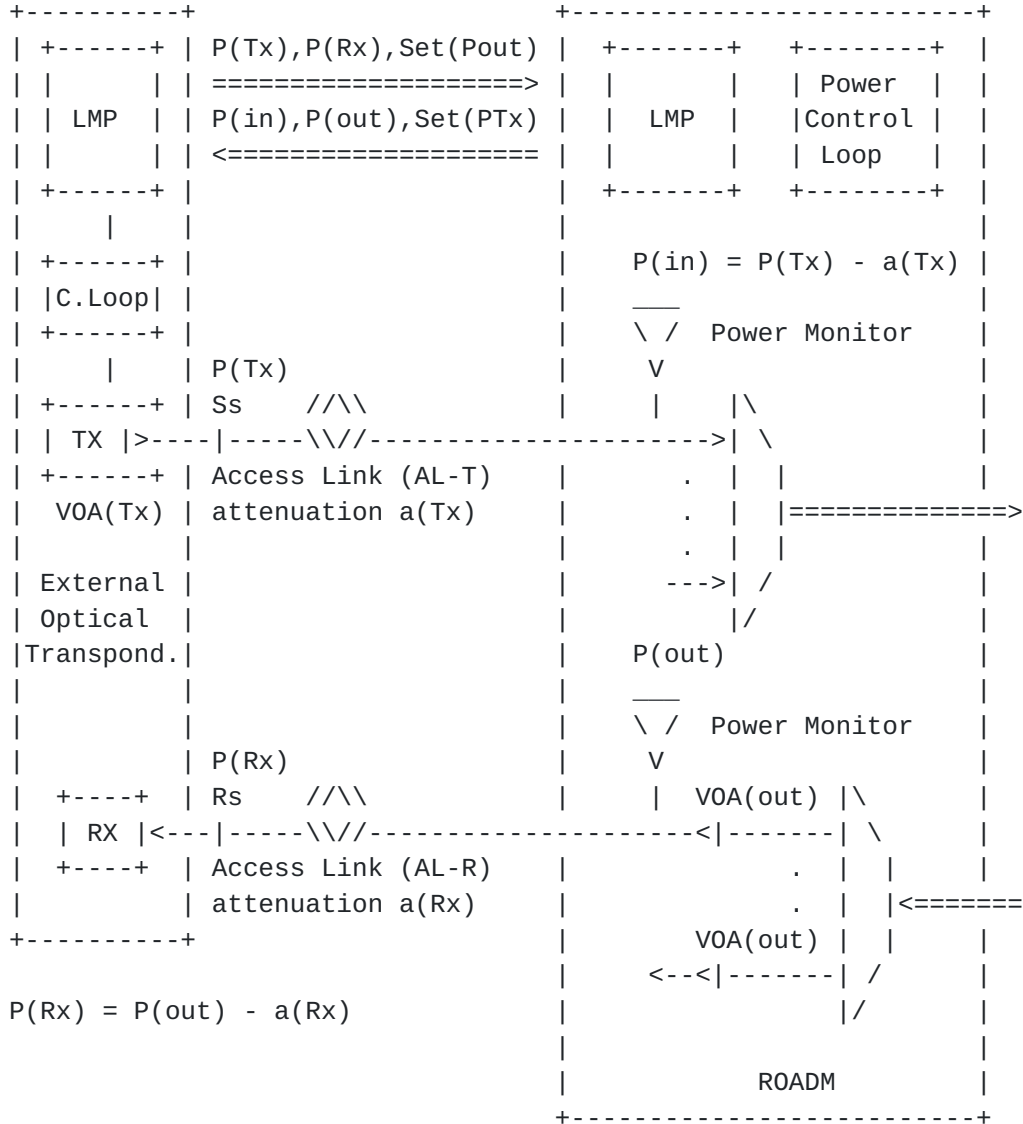 P(Tx),P(Rx),Set(Pout)
Power
LMP P(in),P(out),Set(PTx) LMP Control
Loop
P(in) = P(Tx) - a(Tx)
C.Loop
Power Monitor
P(Tx) V
Ss
TX
Access Link (AL-T)
VOA(Tx) attenuation a(Tx)
External
Optical
Transpond. P(out)
Power Monitor
P(Rx) V
Rs VOA(out)
RX
Access Link (AL-R)
attenuation a(Rx)
VOA(out)
P(Rx) = P(out) - a(Rx)
ROADM